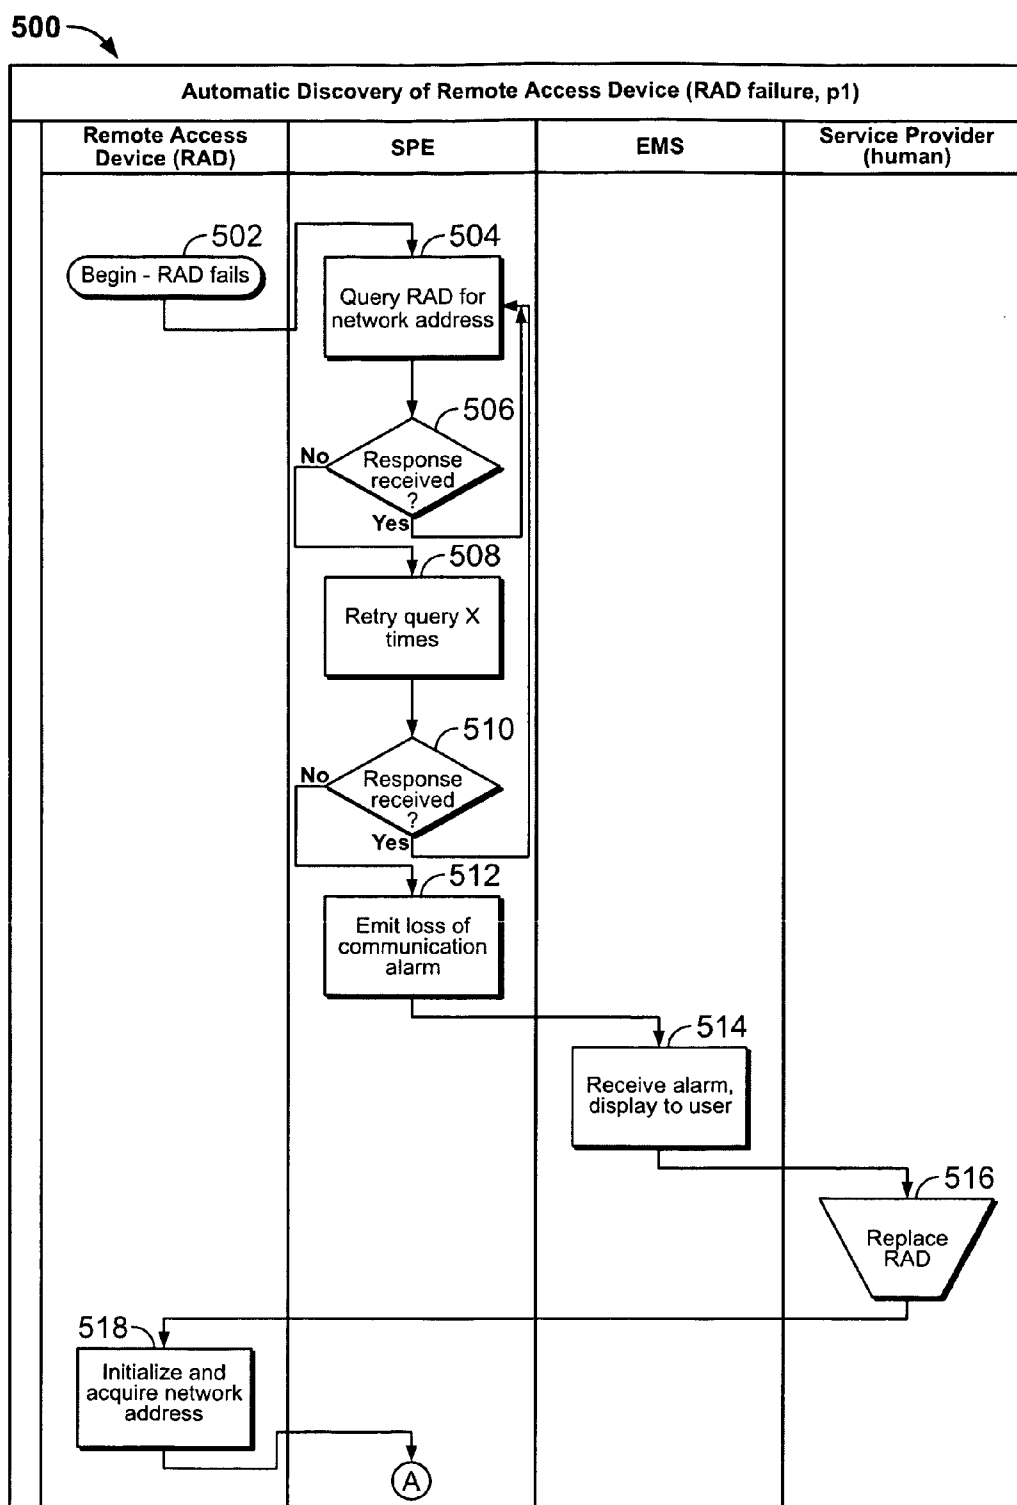 500
Automatic Discovery of Remote Access Device (RAD failure, p1)
Remote Access
Device (RAD)
SPE
EMS
Service Provider
(human)
502
Begin - RAD fails
504
Query RAD for
network address
506
No
Response
received
?
Yes
508
Retry query X
times
510
No
Response
received
?
Yes
512
Emit loss of
communication
alarm
514
Receive alarm,
display to user
516
Replace
RAD
518
Initialize and
acquire network
address
A